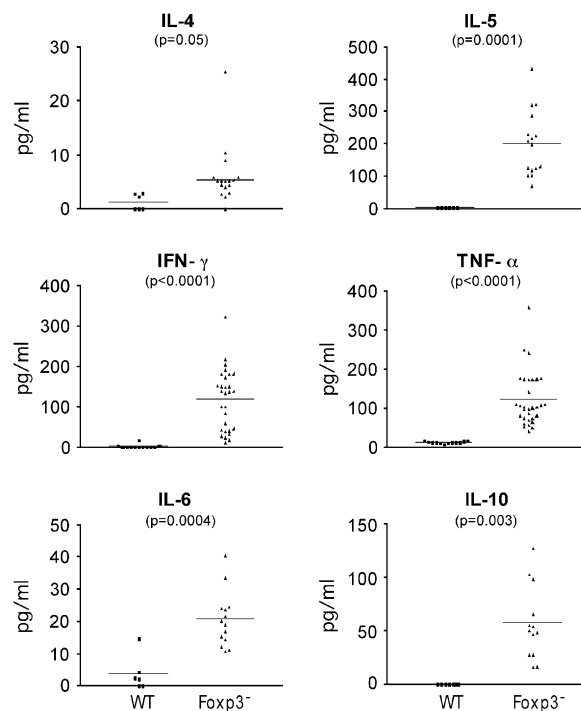 IL-4
(p=0.05)
pg/ml
30
20
10
0
IL-5
(p=0.0001)
pg/ml
500
400
300
200
100
0
IFN- γ
(p<0.0001)
pg/ml
400
300
200
100
0
TNF- α
(p<0.0001)
pg/ml
400
300
200
100
0
IL-6
(p=0.0004)
pg/ml
50
40
30
20
10
0
WT Foxp3⁻
IL-10
(p=0.003)
pg/ml
150
100
50
0
WT Foxp3⁻